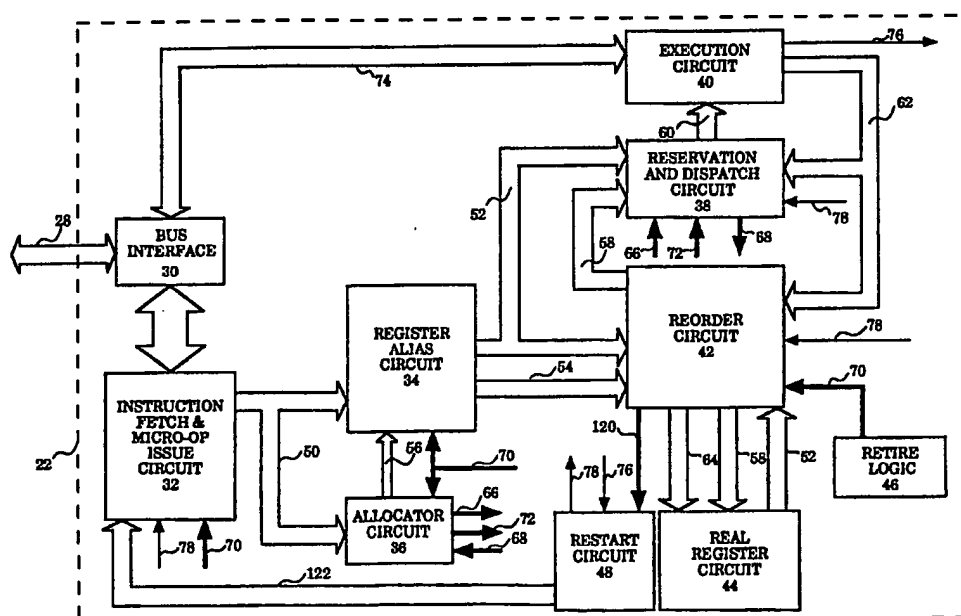 EXECUTION
CIRCUIT
40
76
74
62
60
RESERVATION
AND DISPATCH
CIRCUIT
38
78
52
28
BUS
INTERFACE
30
58
66
72
68
REGISTER
ALIAS
CIRCUIT
34
REORDER
CIRCUIT
42
78
54
70
INSTRUCTION
FETCH &
MICRO-OP
ISSUE
CIRCUIT
32
22
50
56
70
120
64
58
52
RETIRE
LOGIC
46
78
76
ALLOCATOR
CIRCUIT
36
66
72
68
RESTART
CIRCUIT
48
REAL
REGISTER
CIRCUIT
44
78
70
122